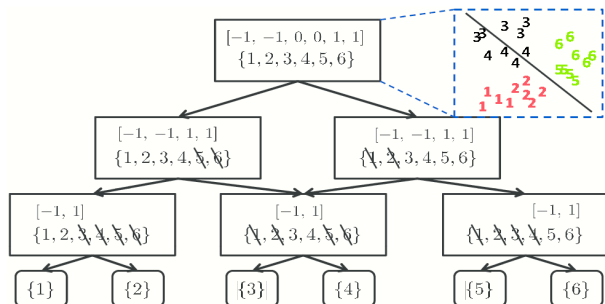 [−1, −1, 0, 0, 1, 1]
{1, 2, 3, 4, 5, 6}
3 3 3 3 3 3
4 4 4 4
6 6 6 6 6 6
5 5 5 5
1 1 1 1 2 2 2 2 2 2
[−1, −1, 1, 1]
{1, 2, 3, 4, 5, 6}
[−1, −1, 1, 1]
{1, 2, 3, 4, 5, 6}
[−1, 1]
{1, 2, 3, 4, 5, 6}
[−1, 1]
{1, 2, 3, 4, 5, 6}
[−1, 1]
{1, 2, 3, 4, 5, 6}
{1}
{2}
{3}
{4}
{5}
{6}